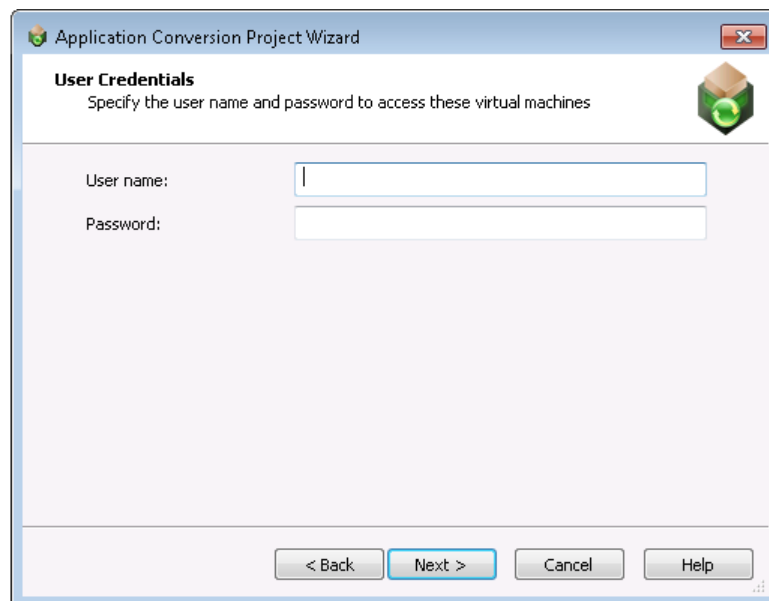 Application Conversion Project Wizard
User Credentials
Specify the user name and password to access these virtual machines
User name:
Password:
< Back
Next >
Cancel
Help